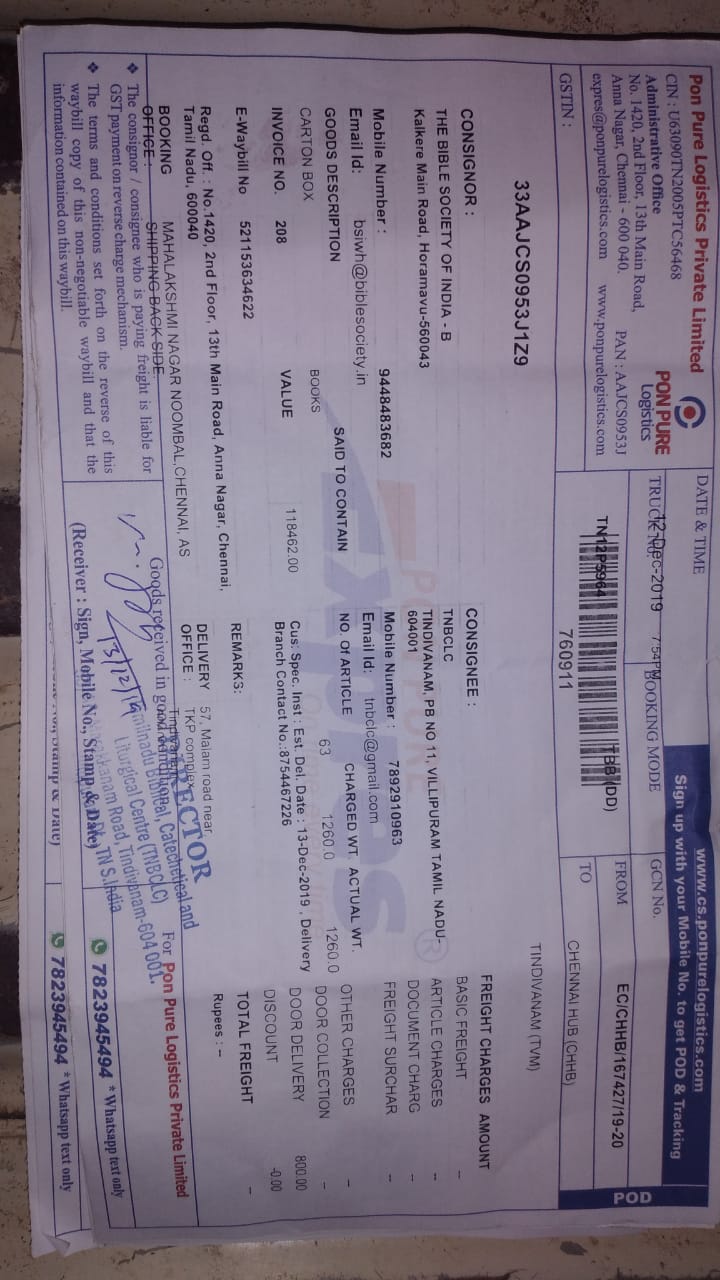 Pon Pure Logistics Private Limited
CIN : U63090TN2005PTC56468
Administrative Office
No. 1420, 2nd Floor, 13th Main Road,
Anna Nagar, Chennai - 600 040. PAN : AAJCS0953J
expres@ponpurelogistics.com www.ponpurelogistics.com
PON PURE
Logistics
GSTIN :
33AAJCS0953J1Z9
www.cs.ponpurelogistics.com
Sign up with your Mobile No. to get POD & Tracking
DATE & TIME
12-Dec-2019 7:54PM
TRUCK No.
TN12P5964
760911
BOOKING MODE
TBB (DD)
GCN No.
EC/CHHB/167427/19-20
FROM
CHENNAI HUB (CHHB)
TO
TINDIVANAM (TVM)
POD
CONSIGNOR :
THE BIBLE SOCIETY OF INDIA - B
Kalkere Main Road, Horamavu-560043
Mobile Number : 9448483682
Email Id: bsiwh@biblesociety.in
CONSIGNEE :
TNBCLC
TINDIVANAM, PB NO 11, VILLIPURAM TAMIL NADU-
604001
Mobile Number : 7892910963
Email Id: tnbclc@gmail.com
GOODS DESCRIPTION SAID TO CONTAIN NO. Of ARTICLE CHARGED WT. ACTUAL WT.
CARTON BOX BOOKS 63 1260.0 1260.0
INVOICE NO. 208 VALUE 118462.00
Cus. Spec. Inst : Est. Del. Date : 13-Dec-2019 , Delivery
Branch Contact No.:8754467226
E-Waybill No 521153634622
REMARKS:
Regd. Off. : No.1420, 2nd Floor, 13th Main Road, Anna Nagar, Chennai,
Tamil Nadu, 600040
BOOKING OFFICE : MAHALAKSHMI NAGAR NOOMBAL,CHENNAI, AS
SHIPPING BACK SIDE.
DELIVERY OFFICE : 57, Malam road near,
TKP complex
Tindivanam
FREIGHT CHARGES AMOUNT
BASIC FREIGHT –
ARTICLE CHARGES –
DOCUMENT CHARG –
FREIGHT SURCHAR –
OTHER CHARGES –
DOOR COLLECTION –
DOOR DELIVERY 800.00
DISCOUNT -0.00
TOTAL FREIGHT –
Rupees : –
❖ The consignor / consignee who is paying freight is liable for
GST payment on reverse charge mechanism.
❖ The terms and conditions set forth on the reverse of this
waybill copy of this non-negotiable waybill and that the
information contained on this waybill.
Goods received in good conditions,
13/12/19
DIRECTOR
Tamilnadu Biblical, Catechetical and
Liturgical Centre (TNBCLC)
Road, Tindivanam-604 001.
TN S.India
(Receiver : Sign, Mobile No., Stamp & Date)
For Pon Pure Logistics Private Limited
7823945494 * Whatsapp text only
Stamp & Date)
7823945494 * Whatsapp text only